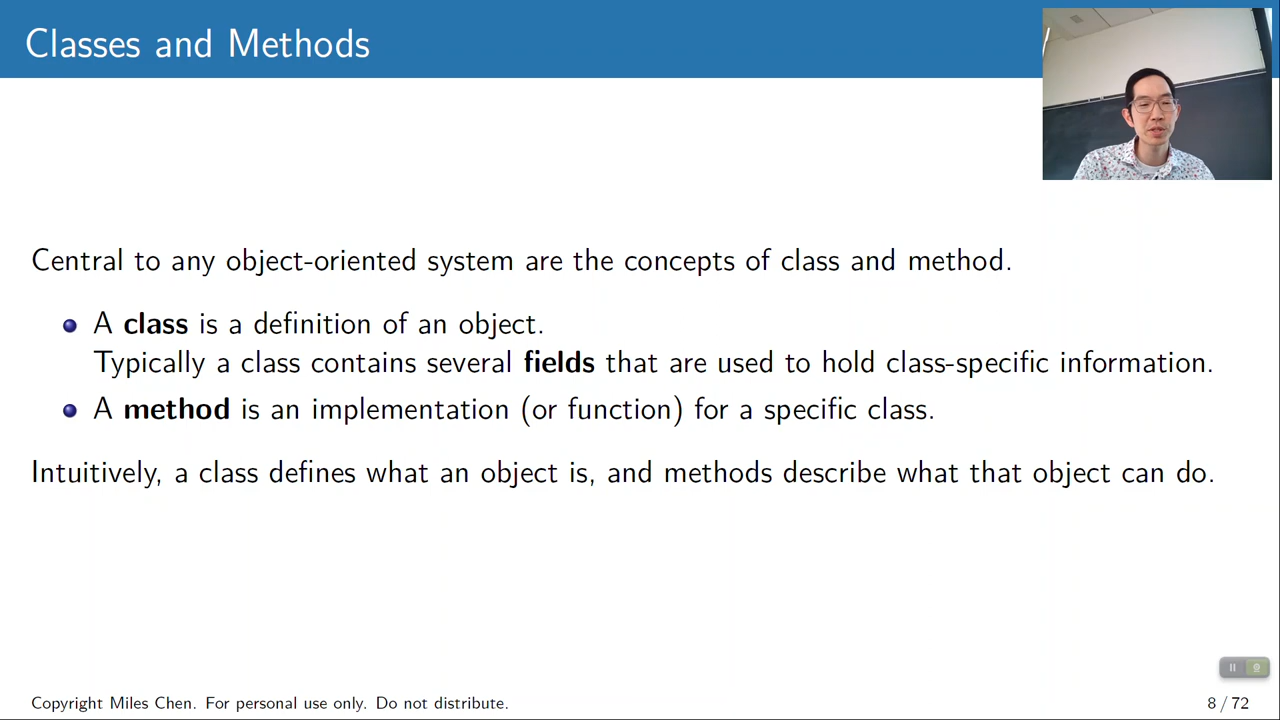 Classes and Methods
Central to any object-oriented system are the concepts of class and method.
A class is a definition of an object.
Typically a class contains several fields that are used to hold class-specific information.
A method is an implementation (or function) for a specific class.
Intuitively, a class defines what an object is, and methods describe what that object can do.
Copyright Miles Chen. For personal use only. Do not distribute.
8 / 72